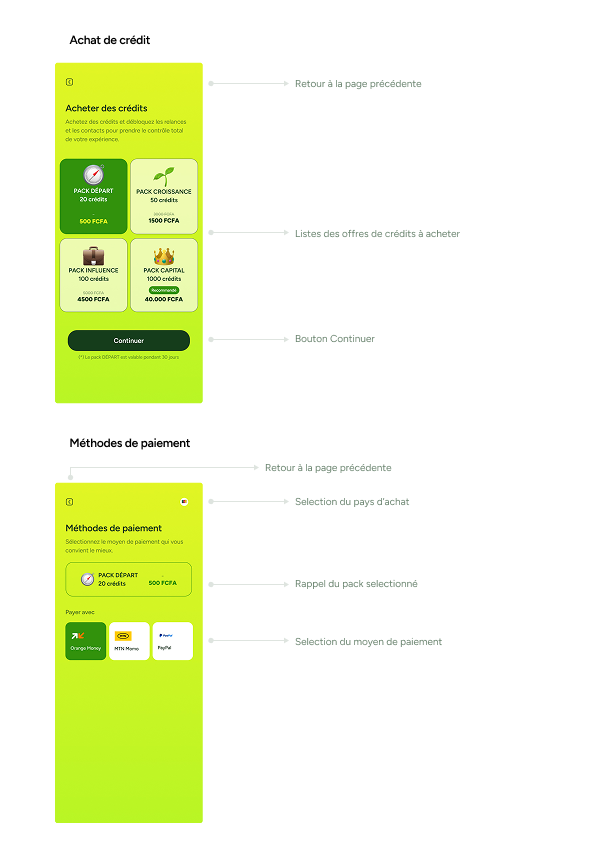 Achat de crédit
Retour à la page précédente
Acheter des crédits
Achetez des crédits et débloquez les relances
et les contacts pour prendre le contrôle total
de votre expérience.
PACK DÉPART
20 crédits
500 FCFA
PACK CROISSANCE
50 crédits
1500 FCFA
Listes des offres de crédits à acheter
PACK INFLUENCE
100 crédits
4500 FCFA
PACK CAPITAL
1000 crédits
Recommendé
40.000 FCFA
Continuer
Bouton Continuer
(*) Le pack DÉPART est valable pendant 30 jours
Méthodes de paiement
Retour à la page précédente
Selection du pays d'achat
Méthodes de paiement
Sélectionnez le moyen de paiement qui vous
convient le mieux.
PACK DÉPART
20 crédits
500 FCFA
Rappel du pack selectionné
Payer avec
Orange Money
MTN Momo
PayPal
PayPal
Selection du moyen de paiement